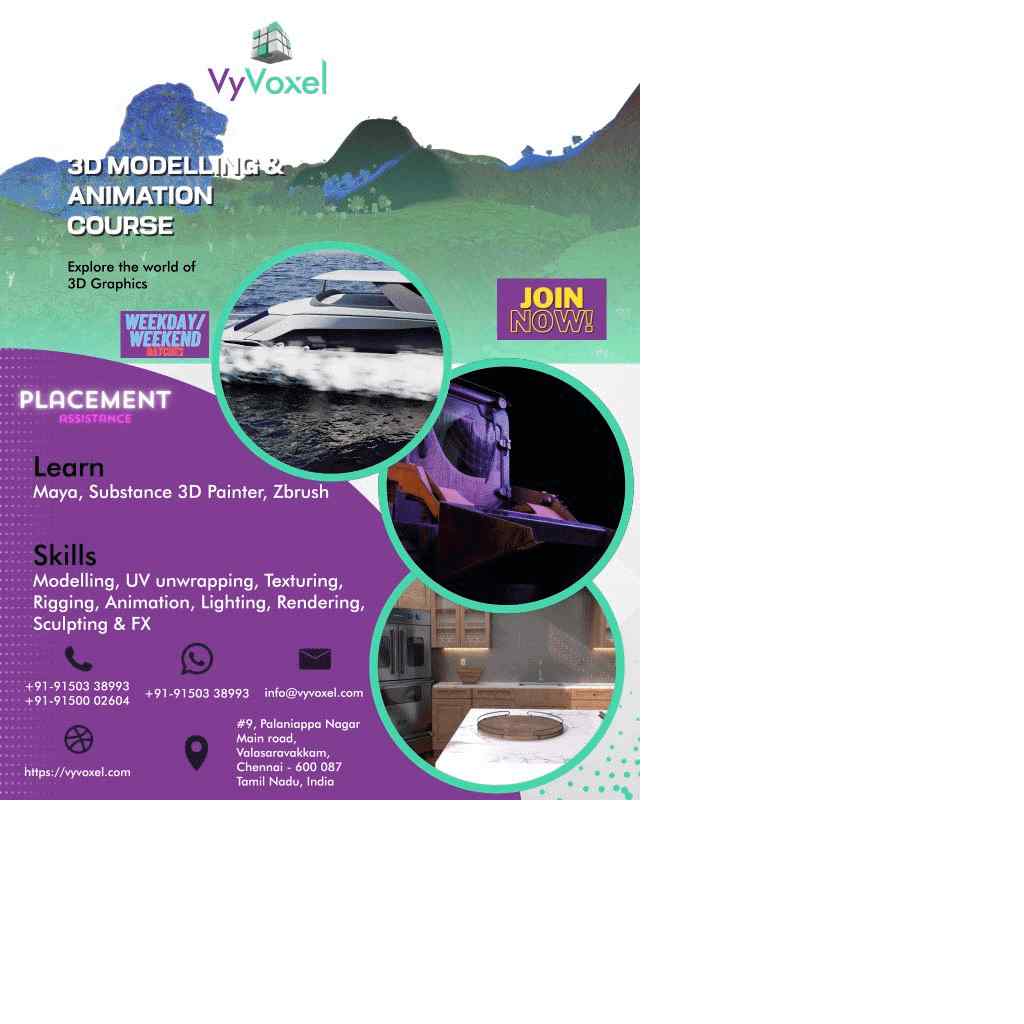 VyVoxel
3D MODELLING &
ANIMATION
COURSE
Explore the world of
3D Graphics
JOIN
NOW!
WEEKDAY/
WEEKEND
BATCHES
PLACEMENT
ASSISTANCE
Learn
Maya, Substance 3D Painter, Zbrush
Skills
Modelling, UV unwrapping, Texturing,
Rigging, Animation, Lighting, Rendering,
Sculpting & FX
+91-91503 38993
+91-91500 02604
+91-91503 38993
info@vyvoxel.com
https://vyvoxel.com
#9, Palaniappa Nagar
Main road,
Valasaravakkam,
Chennai - 600 087
Tamil Nadu, India